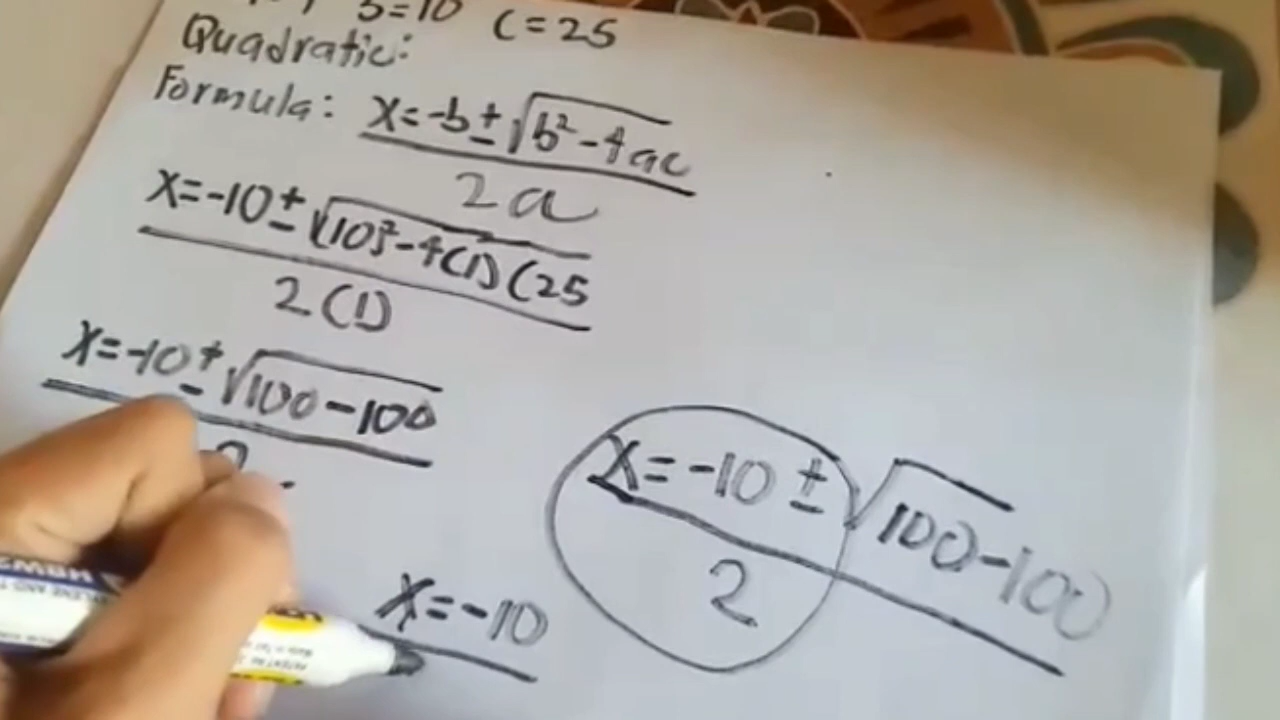 b=10 c=25
Quadratic:
Formula: x=-b±√b²-4ac
2a
x=-10±√(10)²-4(1)(25
2(1)
x=-10±√100-100
2
x=-10
x=-10±√100-100
2